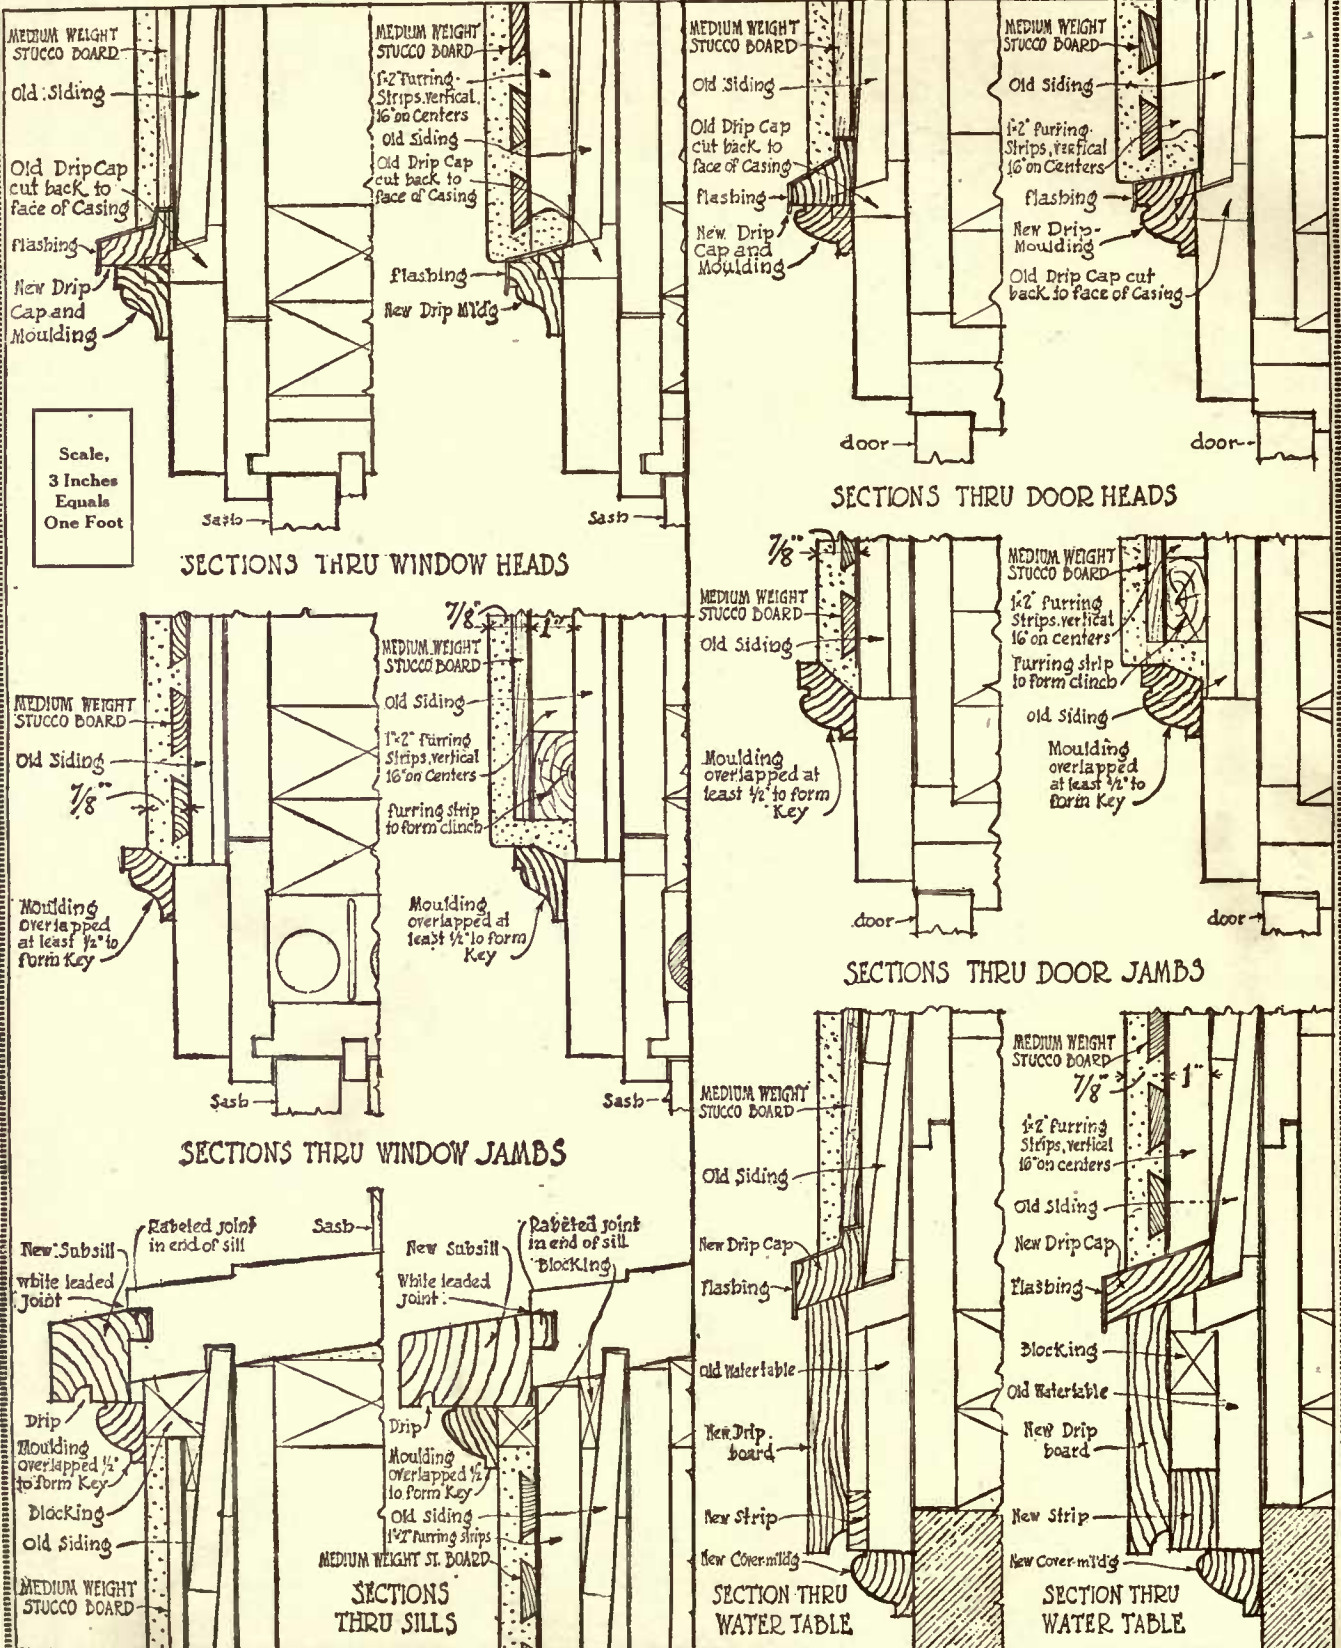 MEDIUM WEIGHT
STUCCO BOARD
Old Siding
Old Drip Cap
cut back to
face of Casing
flashing
New Drip
Cap and
Moulding
MEDIUM WEIGHT
STUCCO BOARD
1×2" furring
Strips, vertical,
16" on Centers
Old Siding
Old Drip Cap
cut back to
face of Casing
flashing
New Drip Ml'dg
Scale,
3 Inches
Equals
One Foot
Sash
Sash
SECTIONS THRU WINDOW HEADS
MEDIUM WEIGHT
STUCCO BOARD
Old Siding
Old Drip Cap
cut back to
face of Casing
flashing
New Drip
Cap and
Moulding
MEDIUM WEIGHT
STUCCO BOARD
Old Siding
1×2" furring
Strips, vertical
16" on Centers
flashing
New Drip-
Moulding
Old Drip Cap cut
back to face of Casing
door
door
SECTIONS THRU DOOR HEADS
MEDIUM WEIGHT
STUCCO BOARD
Old Siding
7/8"
Moulding
overlapped
at least 1/2" to
form Key
7/8" 1"
MEDIUM WEIGHT
STUCCO BOARD
Old Siding
1"×2" furring
Strips, vertical
16" on Centers
furring strip
to form clinch
Moulding
overlapped at
least 1/2" to form
Key
Sash
Sash
SECTIONS THRU WINDOW JAMBS
7/8"
MEDIUM WEIGHT
STUCCO BOARD
Old Siding
Moulding
overlapped at
least 1/2" to form
Key
MEDIUM WEIGHT
STUCCO BOARD
1×2" furring
Strips, vertical
16" on centers
Furring strip
to form clinch
old Siding
Moulding
overlapped
at least 1/2" to
form Key
door
door
SECTIONS THRU DOOR JAMBS
Rabeted joint
in end of sill
Sash
New Subsill
White leaded
Joint
Drip
Moulding
overlapped 1/2"
to form Key
Blocking
Old Siding
MEDIUM WEIGHT
STUCCO BOARD
Rabeted joint
in end of sill
Blocking
New Subsill
White leaded
Joint
Drip
Moulding
overlapped 1/2
to form Key
Old siding
1"×2" furring strips
MEDIUM WEIGHT ST. BOARD
SECTIONS
THRU SILLS
MEDIUM WEIGHT
STUCCO BOARD
Old Siding
New Drip Cap
Flashing
Old Watertable
New Drip
board
New Strip
New Cover mldg
SECTION THRU
WATER TABLE
MEDIUM WEIGHT
STUCCO BOARD
7/8" 1"
1×2" furring
Strips, vertical
16" on centers
Old Siding
New Drip Cap
Flashing
Blocking
Old Watertable
New Drip
board
New Strip
New Cover-ml'd'g
SECTION THRU
WATER TABLE